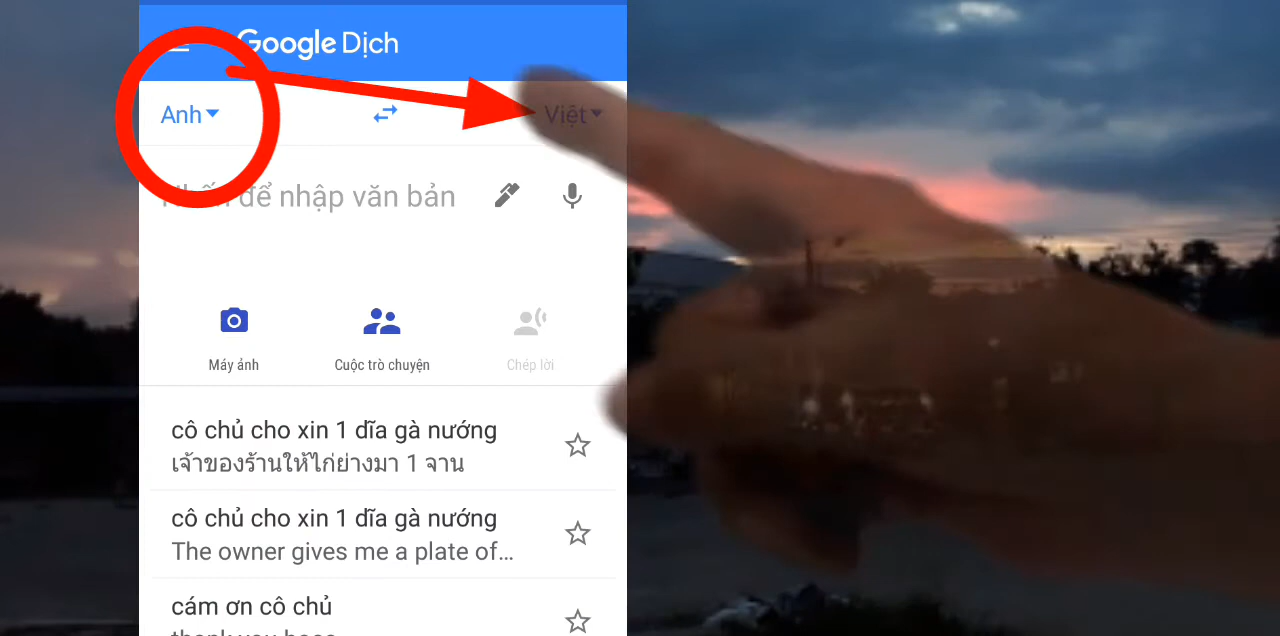 Google Dịch
Anh
Việt
để nhập văn bản
Máy ảnh
Cuộc trò chuyện
Chép lời
cô chủ cho xin 1 dĩa gà nướng
เจ้าของร้านให้ไก่ย่างมา 1 จาน
cô chủ cho xin 1 dĩa gà nướng
The owner gives me a plate of...
cám ơn cô chủ